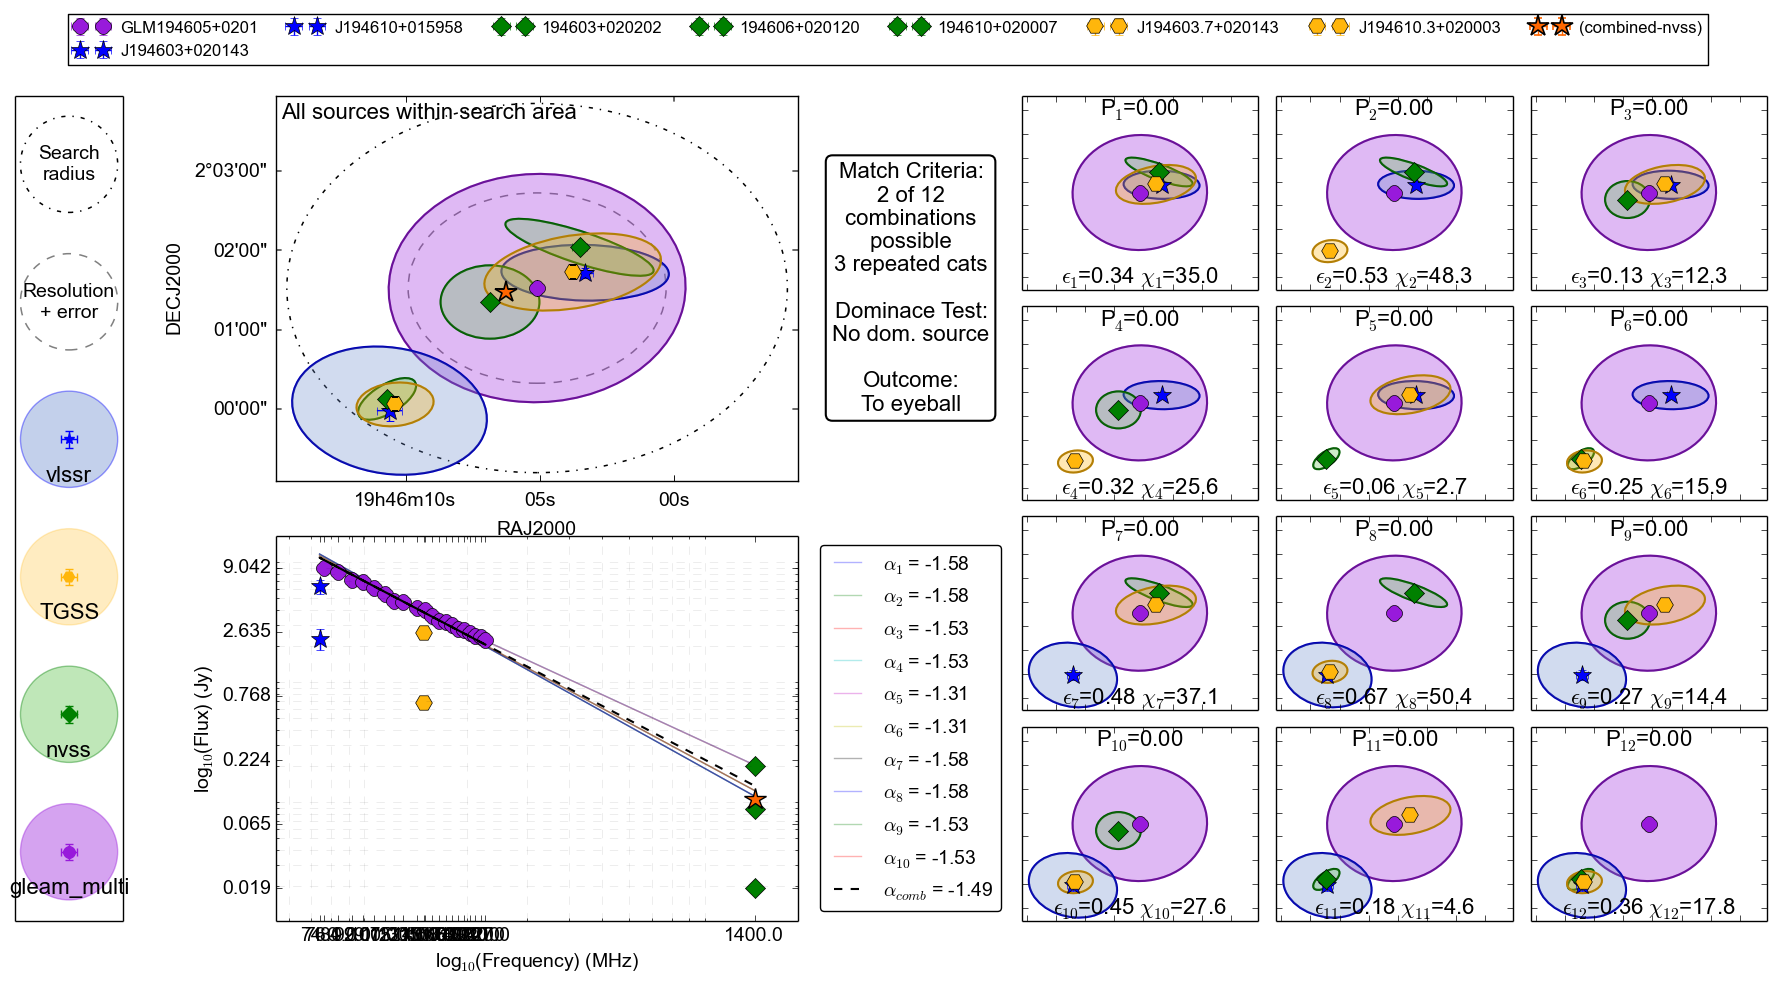 GLM194605+0201 J194610+015958 194603+020202 194606+020120 194610+020007 J194603.7+020143 J194610.3+020003 (combined-nvss)
J194603+020143
Search
radius
Resolution
+ error
vlssr
TGSS
nvss
gleam_multi
All sources within search area
DECJ2000
2°03'00"
02'00"
01'00"
00'00"
19h46m10s 05s 00s
RAJ2000
Match Criteria:
2 of 12
combinations
possible
3 repeated cats
Dominace Test:
No dom. source
Outcome:
To eyeball
log10(Flux) (Jy)
9.042
2.635
0.768
0.224
0.065
0.019
1400.0
log10(Frequency) (MHz)
α1 = -1.58
α2 = -1.58
α3 = -1.53
α4 = -1.53
α5 = -1.31
α6 = -1.31
α7 = -1.58
α8 = -1.58
α9 = -1.53
α10 = -1.53
αcomb = -1.49
P1=0.00 P2=0.00 P3=0.00
ϵ1=0.34 χ1=35.0 ϵ2=0.53 χ2=48.3 ϵ3=0.13 χ3=12.3
P4=0.00 P5=0.00 P6=0.00
ϵ4=0.32 χ4=25.6 ϵ5=0.06 χ5=2.7 ϵ6=0.25 χ6=15.9
P7=0.00 P8=0.00 P9=0.00
ϵ7=0.48 χ7=37.1 ϵ8=0.67 χ8=50.4 ϵ9=0.27 χ9=14.4
P10=0.00 P11=0.00 P12=0.00
ϵ10=0.45 χ10=27.6 ϵ11=0.18 χ11=4.6 ϵ12=0.36 χ12=17.8